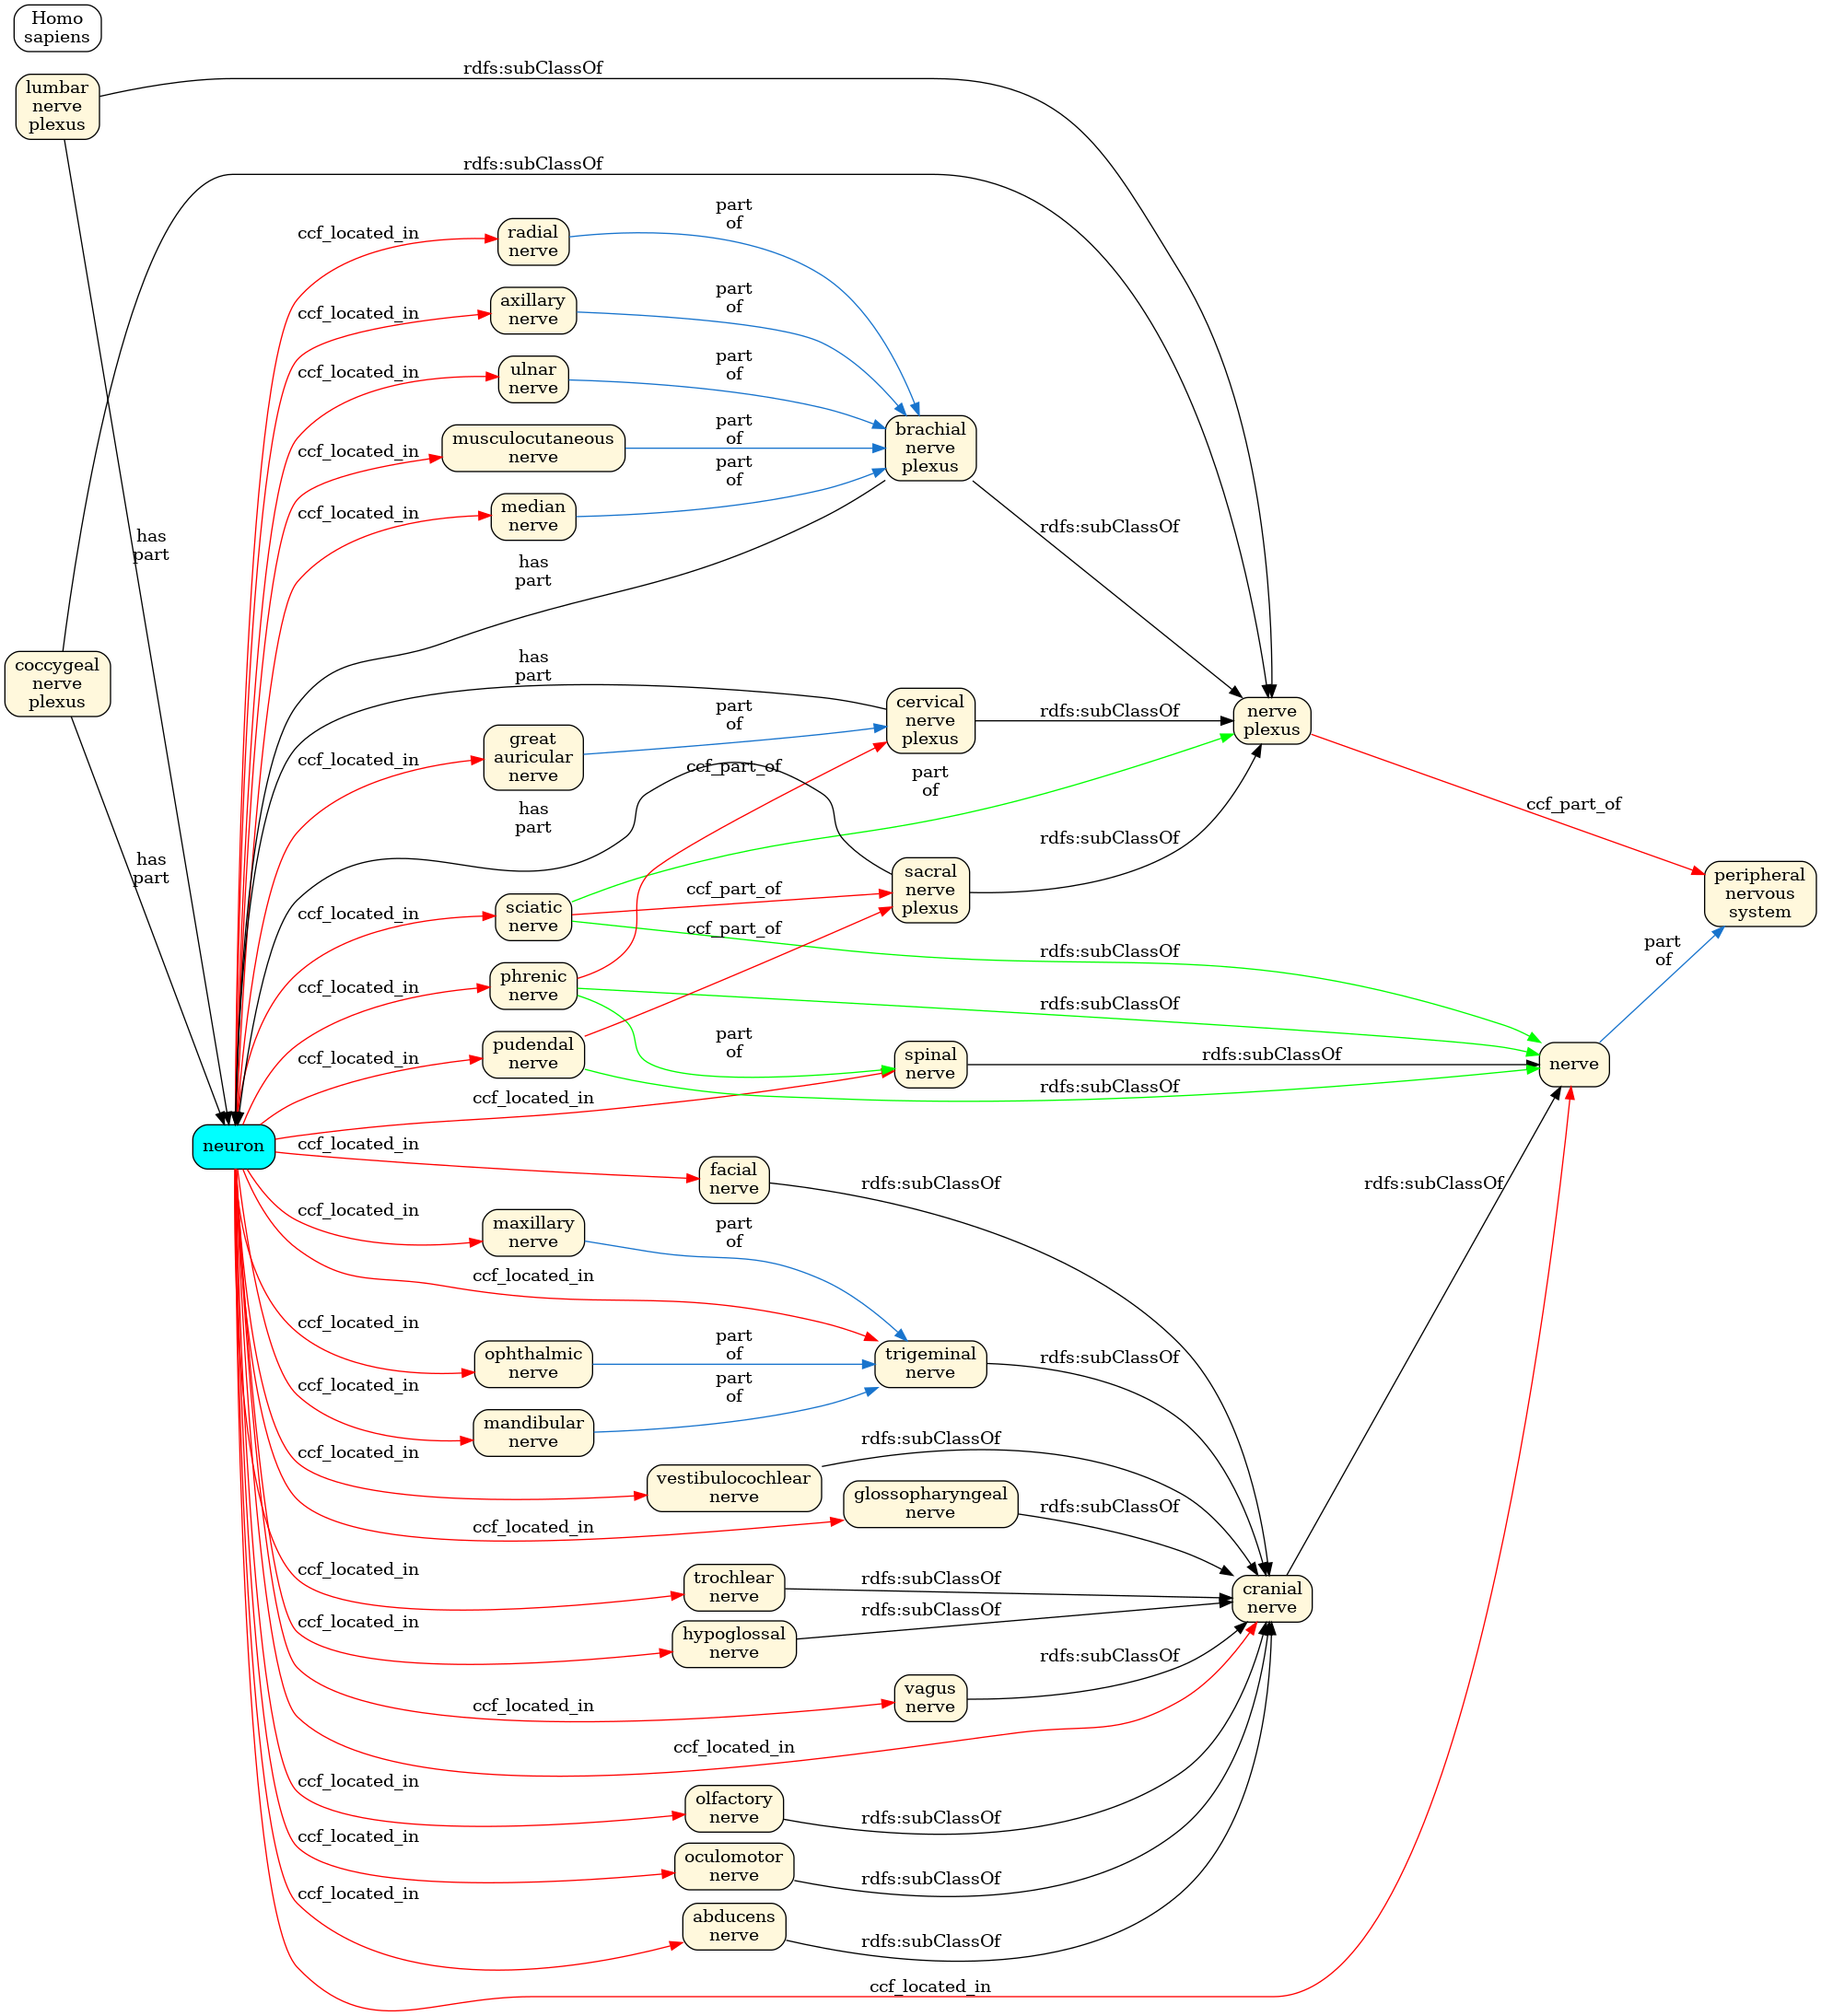 Homo
sapiens
lumbar
nerve
plexus
rdfs:subClassOf
rdfs:subClassOf
part
of
radial
nerve
ccf_located_in
part
of
axillary
nerve
ccf_located_in
part
of
ulnar
nerve
ccf_located_in
part
of
musculocutaneous
nerve
ccf_located_in
brachial
nerve
plexus
part
of
median
nerve
ccf_located_in
rdfs:subClassOf
has
part
has
part
coccygeal
nerve
plexus
has
part
cervical
nerve
plexus
rdfs:subClassOf
nerve
plexus
part
of
great
auricular
nerve
ccf_located_in
ccf_part_of
part
of
has
part
ccf_part_of
rdfs:subClassOf
has
part
sacral
nerve
plexus
peripheral
nervous
system
ccf_part_of
sciatic
nerve
ccf_located_in
ccf_part_of
rdfs:subClassOf
part
of
phrenic
nerve
ccf_located_in
rdfs:subClassOf
part
of
pudendal
nerve
ccf_located_in
spinal
nerve
rdfs:subClassOf
nerve
rdfs:subClassOf
ccf_located_in
neuron
ccf_located_in
facial
nerve
rdfs:subClassOf
rdfs:subClassOf
ccf_located_in
maxillary
nerve
part
of
ccf_located_in
ccf_located_in
ophthalmic
nerve
part
of
trigeminal
nerve
rdfs:subClassOf
ccf_located_in
part
of
mandibular
nerve
ccf_located_in
vestibulocochlear
nerve
rdfs:subClassOf
glossopharyngeal
nerve
rdfs:subClassOf
ccf_located_in
ccf_located_in
trochlear
nerve
rdfs:subClassOf
cranial
nerve
ccf_located_in
hypoglossal
nerve
rdfs:subClassOf
ccf_located_in
vagus
nerve
rdfs:subClassOf
ccf_located_in
ccf_located_in
olfactory
nerve
rdfs:subClassOf
ccf_located_in
oculomotor
nerve
rdfs:subClassOf
ccf_located_in
abducens
nerve
rdfs:subClassOf
ccf_located_in